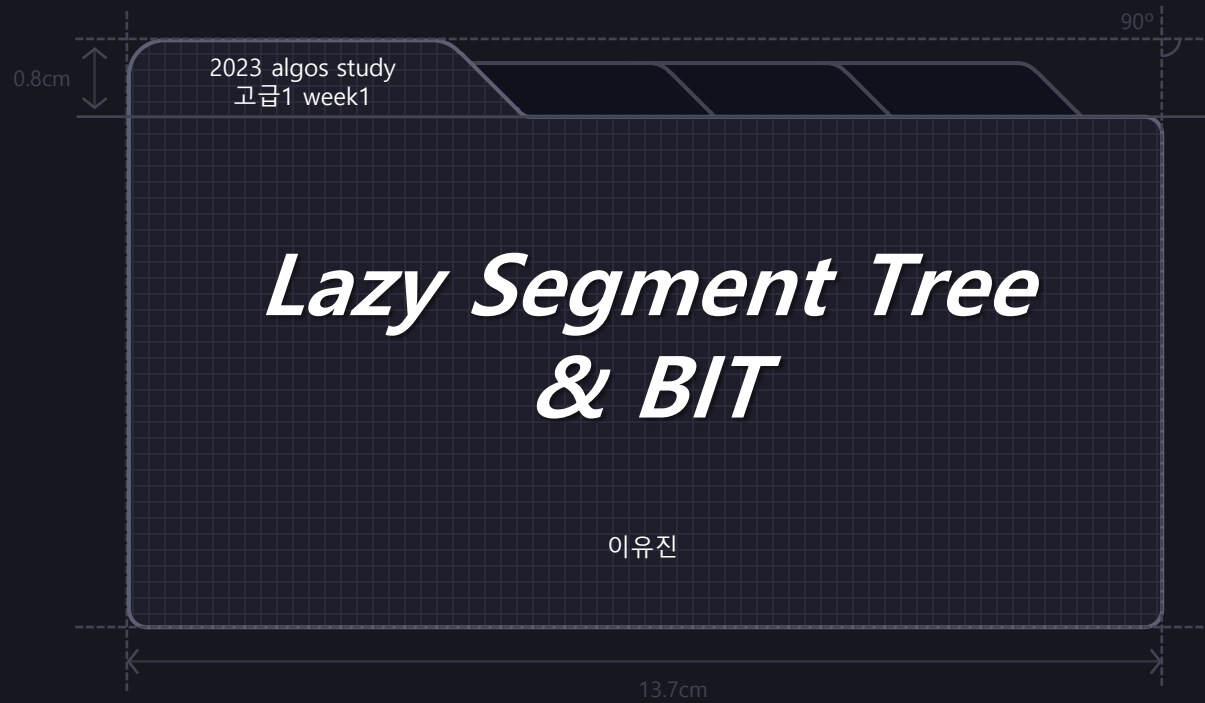 90º
2023 algos study
고급1 week1
0.8cm
Lazy Segment Tree
& BIT
이유진
13.7cm